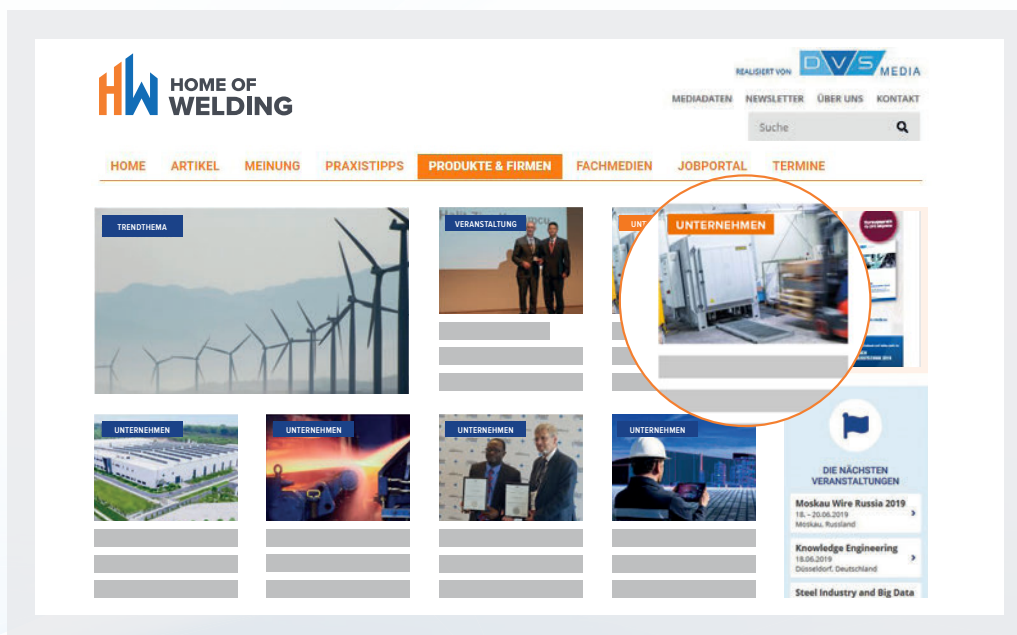 HOME OF
WELDING
REALISIERT VON DVS MEDIA
MEDIADATEN NEWSLETTER ÜBER UNS KONTAKT
Suche
HOME ARTIKEL MEINUNG PRAXISTIPPS PRODUKTE & FIRMEN FACHMEDIEN JOBPORTAL TERMINE
TRENDTHEMA
VERANSTALTUNG
UNT
UNTERNEHMEN
UNTERNEHMEN
UNTERNEHMEN
UNTERNEHMEN
UNTERNEHMEN
DIE NÄCHSTEN
VERANSTALTUNGEN
Moskau Wire Russia 2019
18. – 20.06.2019
Moskau, Russland
Knowledge Engineering
18.06.2019
Düsseldorf, Deutschland
Steel Industry and Big Data